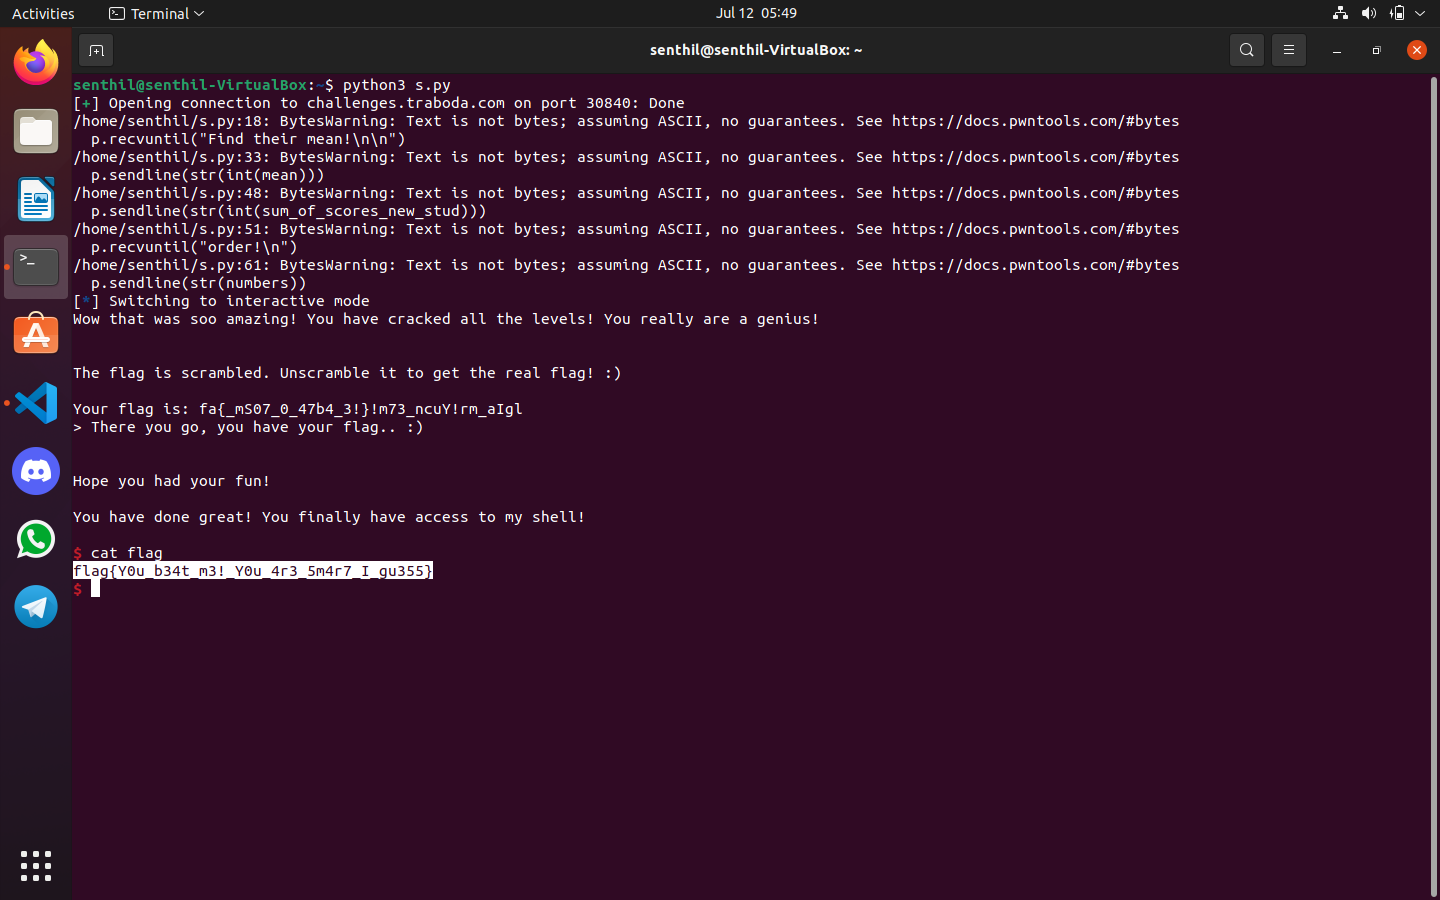 Activities
Terminal
Jul 12 05:49
senthil@senthil-VirtualBox: ~
senthil@senthil-VirtualBox:~$ python3 s.py
[+] Opening connection to challenges.traboda.com on port 30840: Done
/home/senthil/s.py:18: BytesWarning: Text is not bytes; assuming ASCII, no guarantees. See https://docs.pwntools.com/#bytes
  p.recvuntil("Find their mean!\n\n")
/home/senthil/s.py:33: BytesWarning: Text is not bytes; assuming ASCII, no guarantees. See https://docs.pwntools.com/#bytes
  p.sendline(str(int(mean)))
/home/senthil/s.py:48: BytesWarning: Text is not bytes; assuming ASCII, no guarantees. See https://docs.pwntools.com/#bytes
  p.sendline(str(int(sum_of_scores_new_stud)))
/home/senthil/s.py:51: BytesWarning: Text is not bytes; assuming ASCII, no guarantees. See https://docs.pwntools.com/#bytes
  p.recvuntil("order!\n")
/home/senthil/s.py:61: BytesWarning: Text is not bytes; assuming ASCII, no guarantees. See https://docs.pwntools.com/#bytes
  p.sendline(str(numbers))
[*] Switching to interactive mode
Wow that was soo amazing! You have cracked all the levels! You really are a genius!
The flag is scrambled. Unscramble it to get the real flag! :)
Your flag is: fa{_mS07_0_47b4_3!}!m73_ncuY!rm_aIgl
> There you go, you have your flag.. :)
Hope you had your fun!
You have done great! You finally have access to my shell!
$ cat flag
flag{Y0u_b34t_m3!_Y0u_4r3_5m4r7_I_gu355}
$